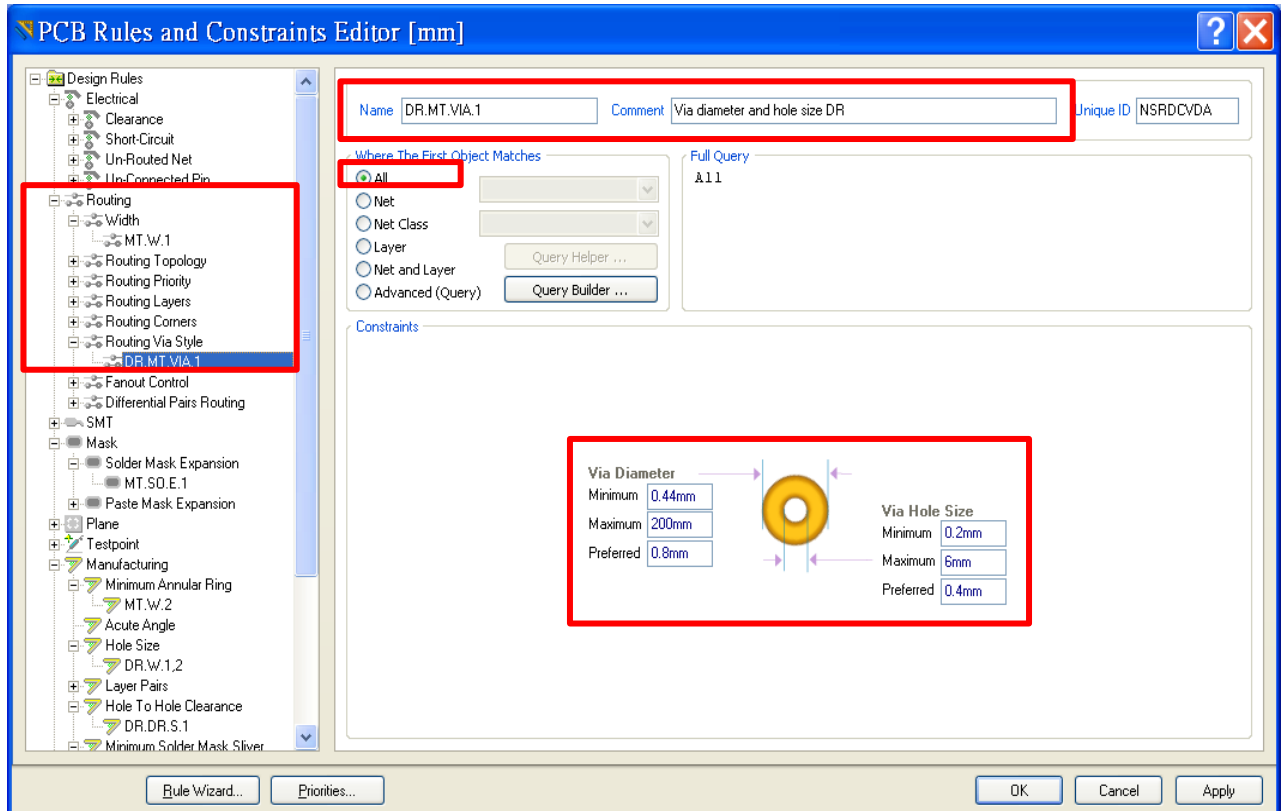 PCB Rules and Constraints Editor [mm]
Design Rules
Electrical
Clearance
Short-Circuit
Un-Routed Net
Un-Connected Pin
Routing
Width
MT.W.1
Routing Topology
Routing Priority
Routing Layers
Routing Corners
Routing Via Style
DR.MT.VIA.1
Fanout Control
Differential Pairs Routing
SMT
Mask
Solder Mask Expansion
MT.SO.E.1
Paste Mask Expansion
Plane
Testpoint
Manufacturing
Minimum Annular Ring
MT.W.2
Acute Angle
Hole Size
DR.W.1,2
Layer Pairs
Hole To Hole Clearance
DR.DR.S.1
Minimum Solder Mask Sliver
Name DR.MT.VIA.1 Comment Via diameter and hole size DR Unique ID NSRDCVDA
Where The First Object Matches
All
Net
Net Class
Layer
Net and Layer
Advanced (Query)
Query Helper ...
Query Builder ...
Full Query
All
Constraints
Via Diameter
Minimum 0.44mm
Maximum 200mm
Preferred 0.8mm
Via Hole Size
Minimum 0.2mm
Maximum 6mm
Preferred 0.4mm
Rule Wizard... Priorities... OK Cancel Apply